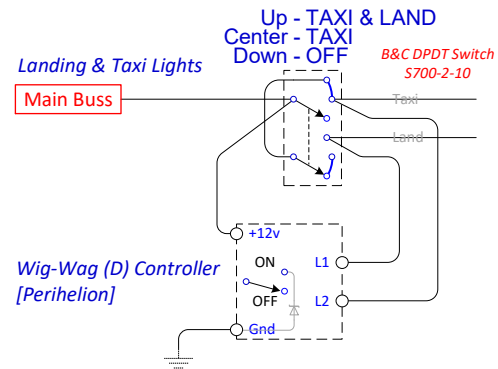 Up - TAXI & LAND
Center - TAXI
Down - OFF
B&C DPDT Switch
S700-2-10
Landing & Taxi Lights
Main Buss
Taxi
Land
+12v
Wig-Wag (D) Controller
[Perihelion]
ON
OFF
L1
L2
Gnd